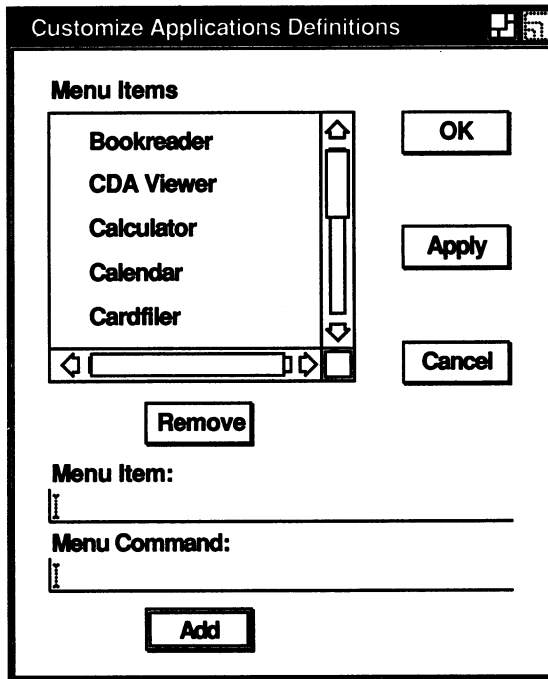 Customize Applications Definitions
Menu Items
Bookreader
CDA Viewer
Calculator
Calendar
Cardfiler
OK
Apply
Cancel
Remove
Menu Item:
Menu Command:
Add